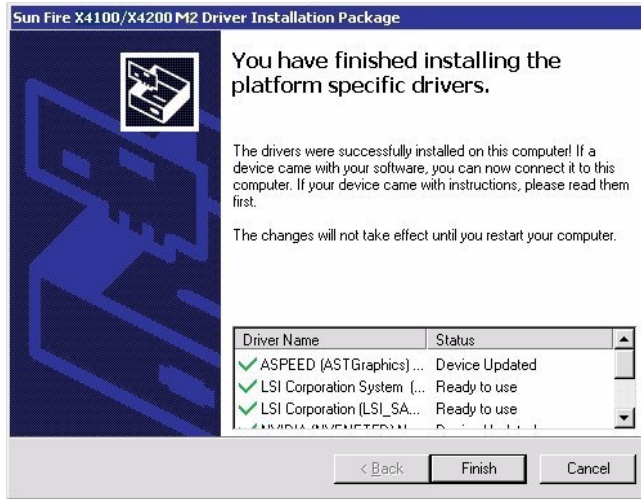 Sun Fire X4100/X4200 M2 Driver Installation Package
You have finished installing the
platform specific drivers.
The drivers were successfully installed on this computer! If a
device came with your software, you can now connect it to this
computer. If your device came with instructions, please read them
first.
The changes will not take effect until you restart your computer.
Driver Name Status
ASPEED (ASTGraphics) ... Device Updated
LSI Corporation System (... Ready to use
LSI Corporation (LSI_SA... Ready to use
< Back Finish Cancel